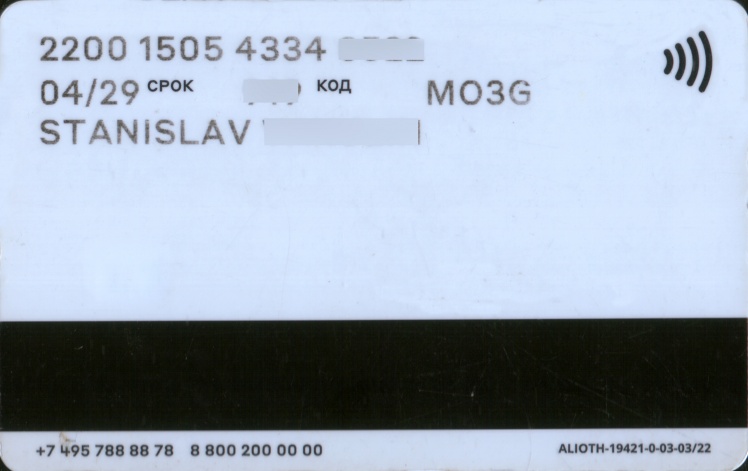 2200 1505 4334
04/29 СРОК КОД MO3G
STANISLAV
+7 495 788 88 78 8 800 200 00 00
ALIOTH-19421-0-03-03/22